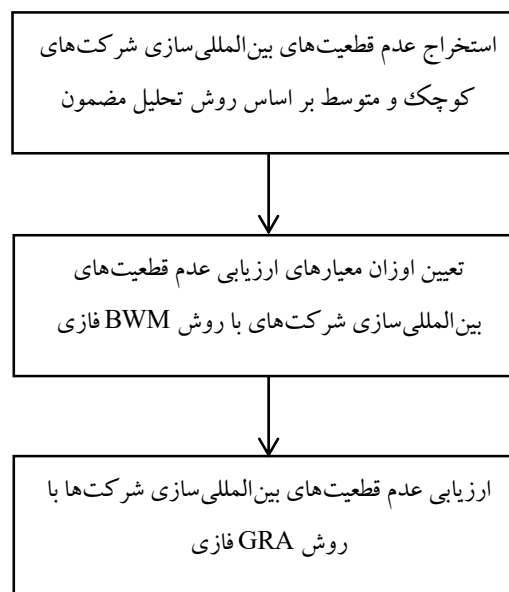 استخراج عدم قطعیت‌های بین‌المللی‌سازی شرکت‌های
کوچک و متوسط بر اساس روش تحلیل مضمون
تعیین اوزان معیارهای ارزیابی عدم قطعیت‌های
بین‌المللی‌سازی شرکت‌های با روش BWM فازی
ارزیابی عدم قطعیت‌های بین‌المللی‌سازی شرکت‌ها با
روش GRA فازی